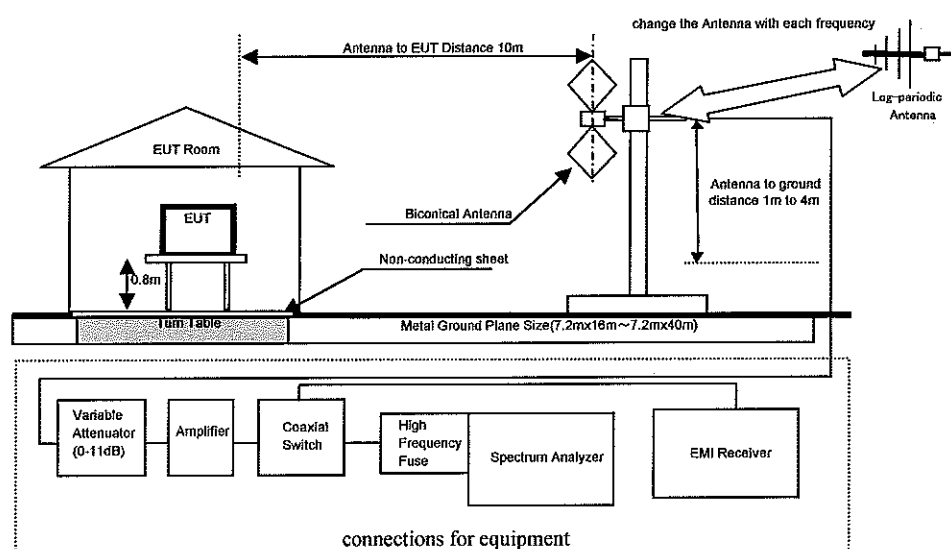 change the Antenna with each frequency
Antenna to EUT Distance 10m
Log-periodic
Antenna
EUT Room
EUT
Antenna to ground
distance 1m to 4m
Biconical Antenna
Non-conducting sheet
0.8m
Turn Table
Metal Ground Plane Size(7.2mx16m～7.2mx40m)
Variable
Attenuator
(0-11dB)
Amplifier
Coaxial
Switch
High
Frequency
Fuse
Spectrum Analyzer
EMI Receiver
connections for equipment